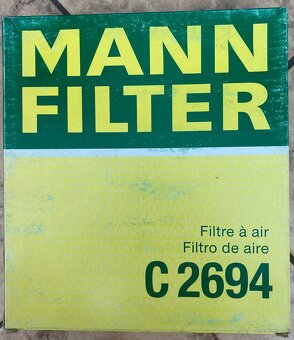 MANN
FILTER
Filtre à air
Filtro de aire
C 2694